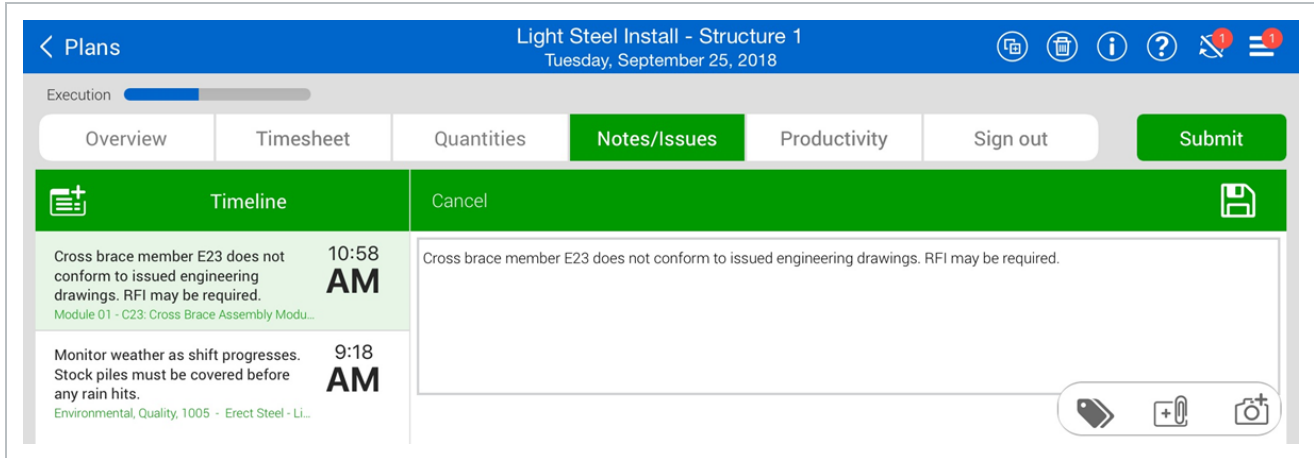 Plans
Light Steel Install - Structure 1
Tuesday, September 25, 2018
1
1
Execution
Overview
Timesheet
Quantities
Notes/Issues
Productivity
Sign out
Submit
Timeline
Cancel
Cross brace member E23 does not
conform to issued engineering
drawings. RFI may be required.
Module 01 - C23: Cross Brace Assembly Modu...
10:58
AM
Cross brace member E23 does not conform to issued engineering drawings. RFI may be required.
Monitor weather as shift progresses.
Stock piles must be covered before
any rain hits.
Environmental, Quality, 1005 - Erect Steel - Li...
9:18
AM